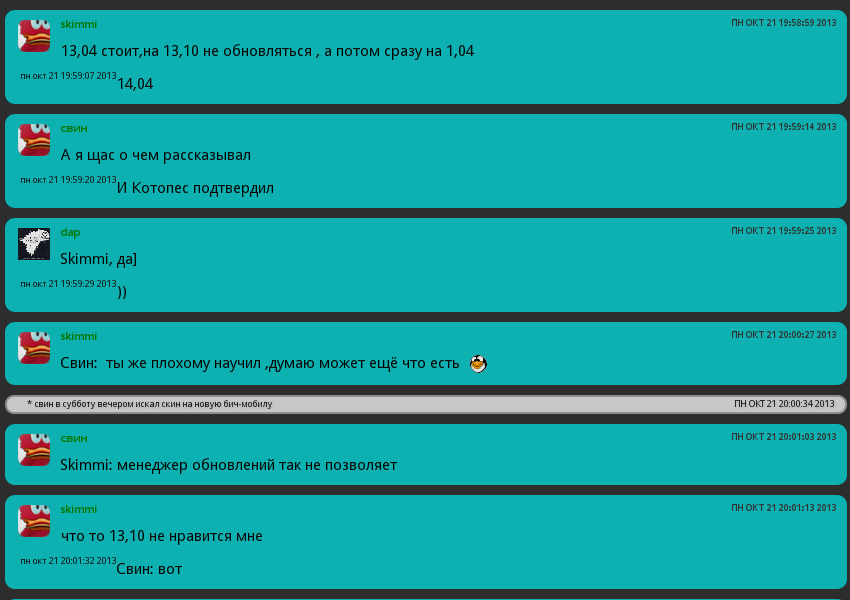 skimmi ПН ОКТ 21 19:58:59 2013
13,04 стоит,на 13,10 не обновляться , а потом сразу на 1,04
пн окт 21 19:59:07 2013 14,04
свин ПН ОКТ 21 19:59:14 2013
А я щас о чем рассказывал
пн окт 21 19:59:20 2013 И Котопес подтвердил
dap ПН ОКТ 21 19:59:25 2013
Skimmi, да]
пн окт 21 19:59:29 2013 ))
skimmi ПН ОКТ 21 20:00:27 2013
Свин: ты же плохому научил ,думаю может ещё что есть
* свин в субботу вечером искал скин на новую бич-мобилу ПН ОКТ 21 20:00:34 2013
свин ПН ОКТ 21 20:01:03 2013
Skimmi: менеджер обновлений так не позволяет
skimmi ПН ОКТ 21 20:01:13 2013
что то 13,10 не нравится мне
пн окт 21 20:01:32 2013 Свин: вот